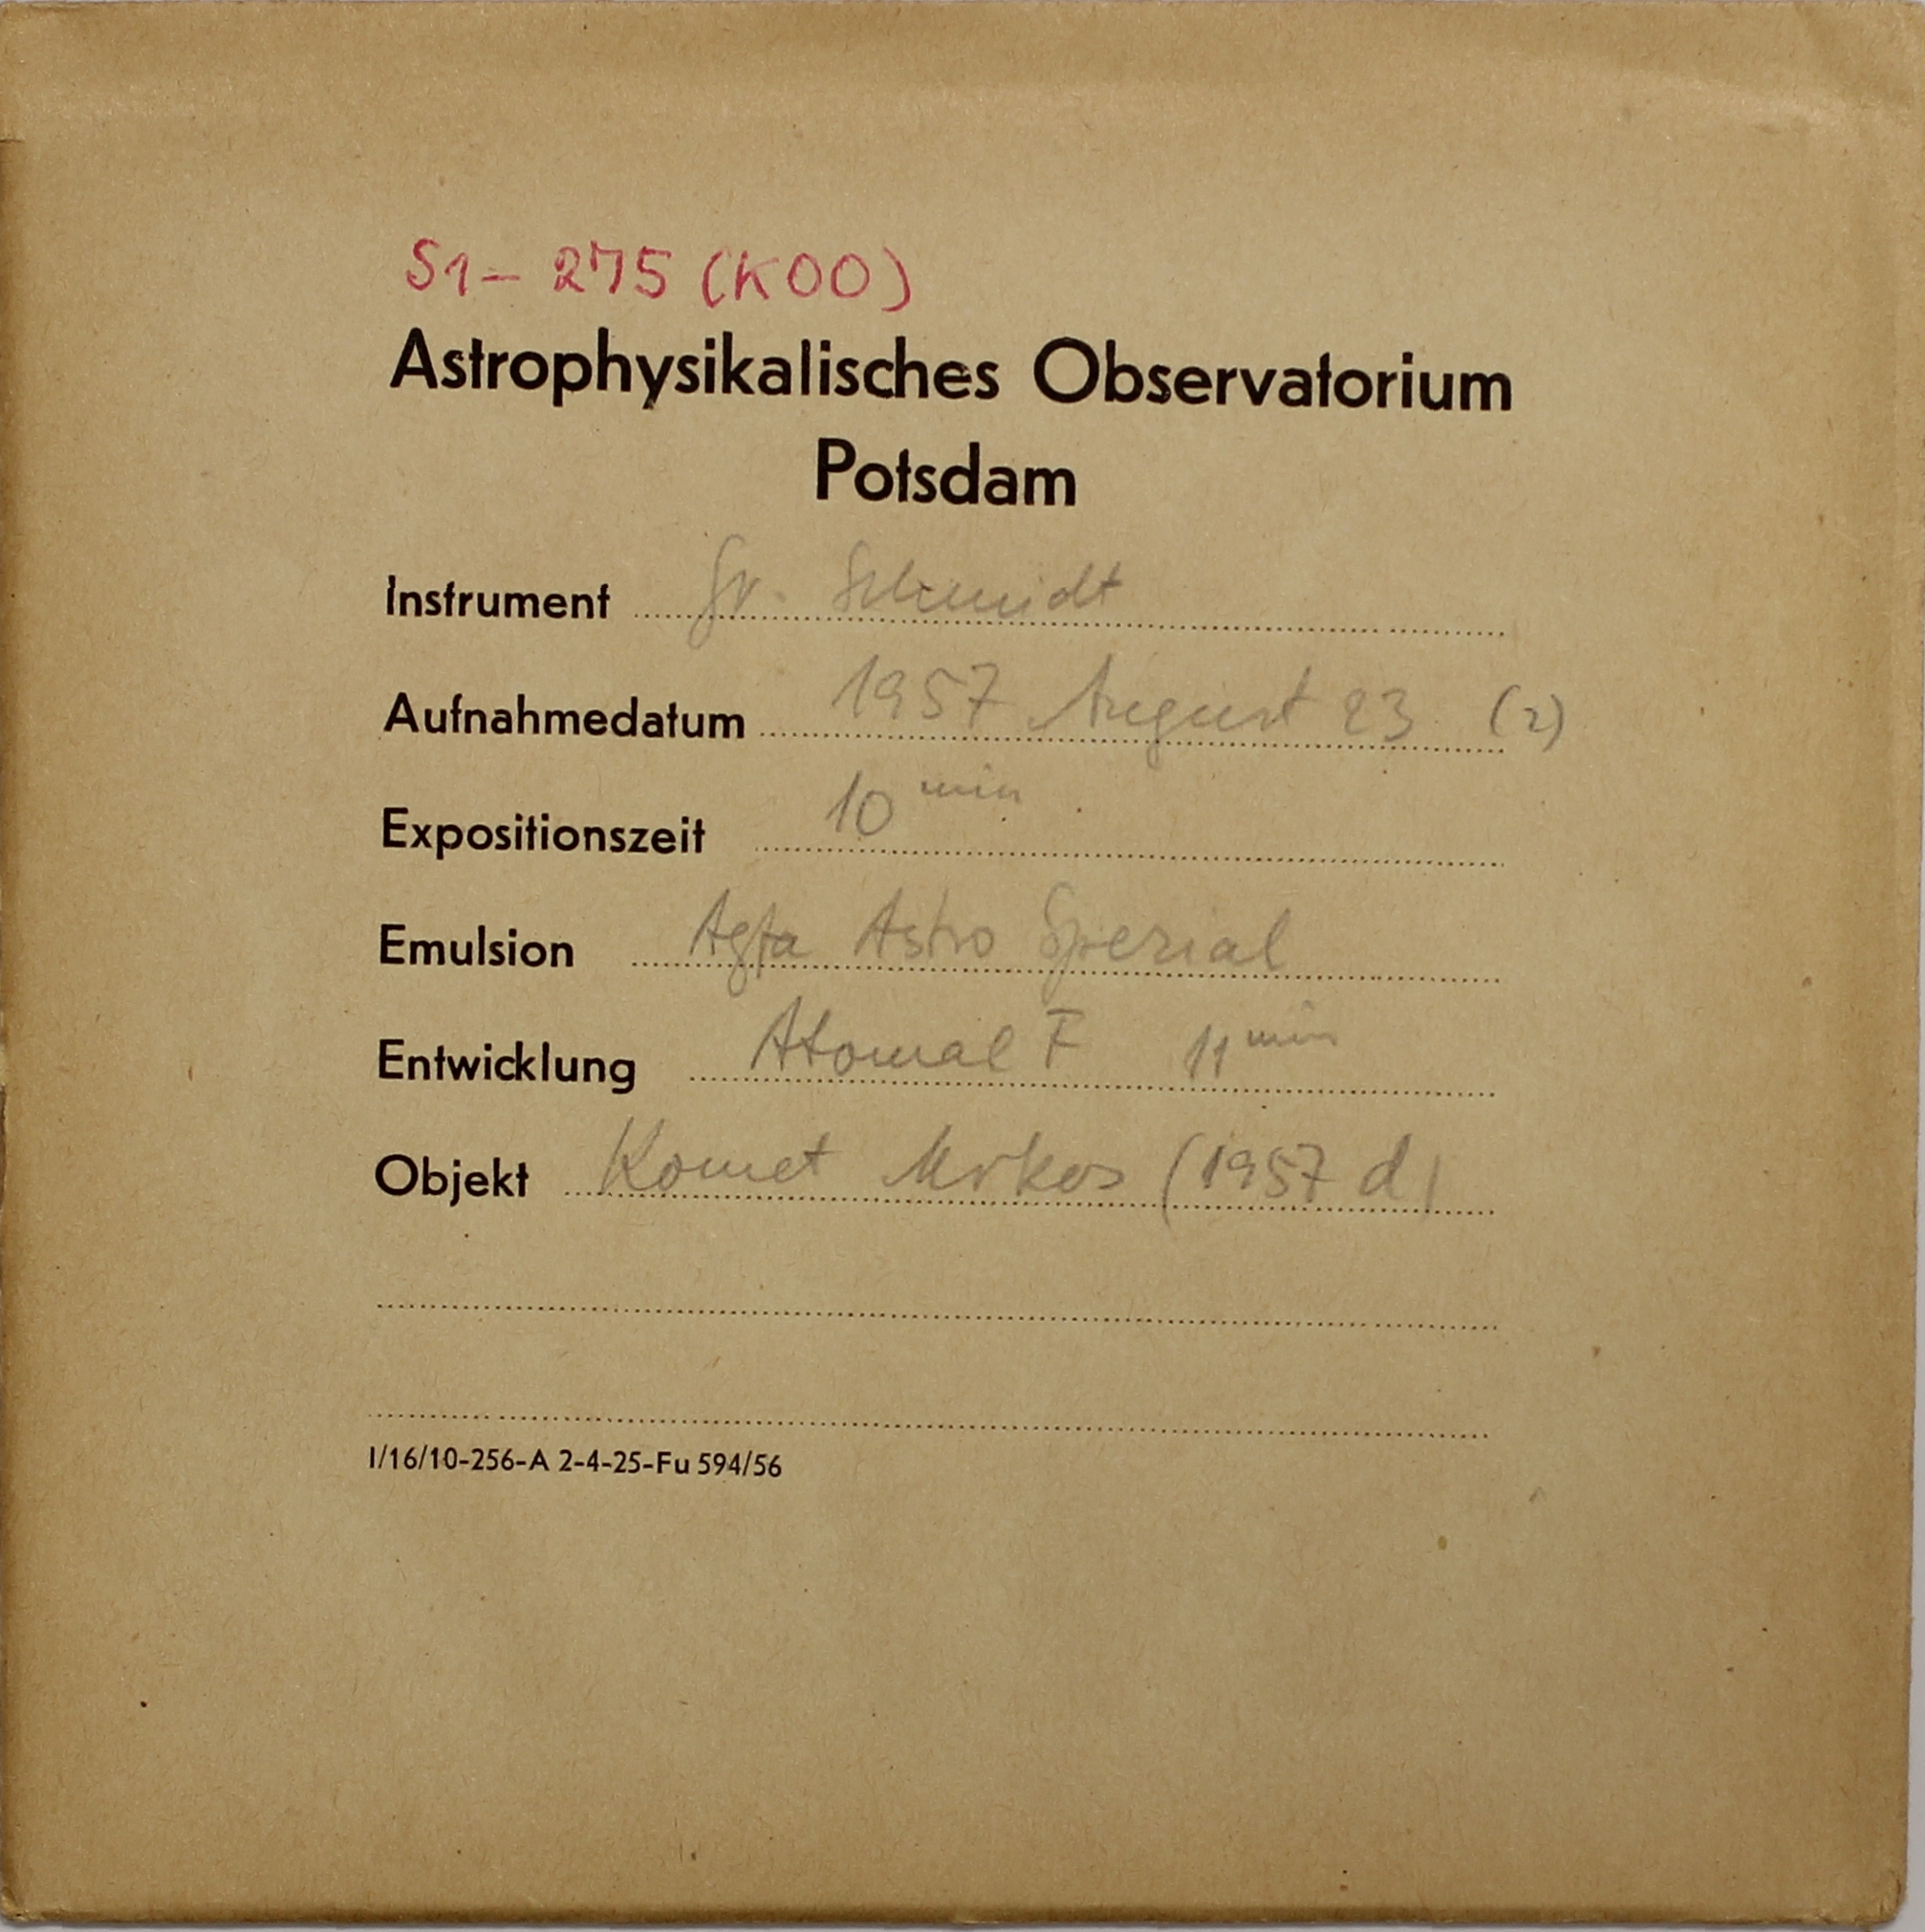 S1- 275 (K00)
Astrophysikalisches Observatorium
Potsdam
Instrument Gr. Schmidt
Aufnahmedatum 1957 August 23 (2)
Expositionszeit 10 min
Emulsion Agfa Astro Spezial
Entwicklung Atomal F 11 min
Objekt Komet Mrkos (1957 d)
I/16/10-256-A 2-4-25-Fu 594/56